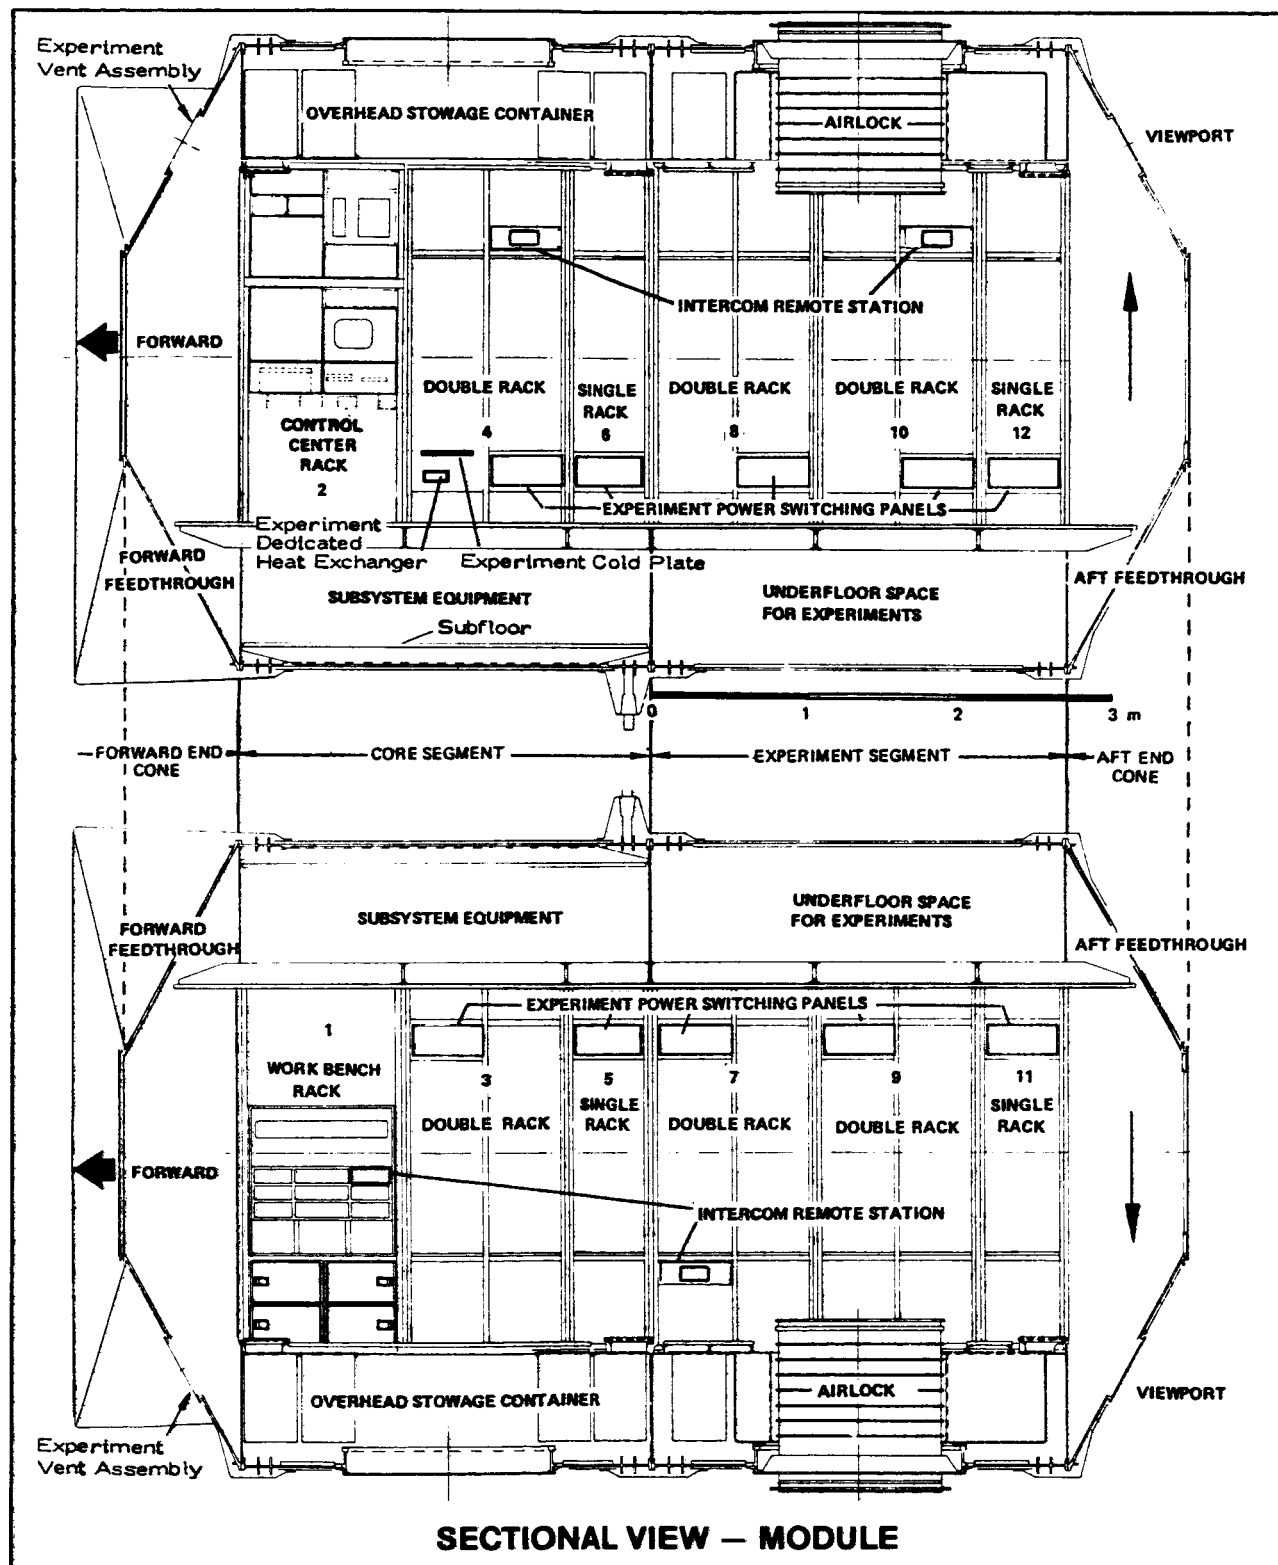 Experiment
Vent Assembly
OVERHEAD STOWAGE CONTAINER
AIRLOCK
VIEWPORT
INTERCOM REMOTE STATION
FORWARD
DOUBLE RACK
4
SINGLE
RACK
6
DOUBLE RACK
8
DOUBLE RACK
10
SINGLE
RACK
12
CONTROL
CENTER
RACK
2
EXPERIMENT POWER SWITCHING PANELS
Experiment
Dedicated
Heat Exchanger
Experiment Cold Plate
FORWARD
FEEDTHROUGH
SUBSYSTEM EQUIPMENT
Subfloor
UNDERFLOOR SPACE
FOR EXPERIMENTS
AFT FEEDTHROUGH
0 1 2 3 m
FORWARD END
CONE
CORE SEGMENT
EXPERIMENT SEGMENT
AFT END
CONE
SUBSYSTEM EQUIPMENT
UNDERFLOOR SPACE
FOR EXPERIMENTS
FORWARD
FEEDTHROUGH
AFT FEEDTHROUGH
EXPERIMENT POWER SWITCHING PANELS
1
WORK BENCH
RACK
3
DOUBLE RACK
5
SINGLE
RACK
7
DOUBLE RACK
9
DOUBLE RACK
11
SINGLE
RACK
FORWARD
INTERCOM REMOTE STATION
OVERHEAD STOWAGE CONTAINER
AIRLOCK
VIEWPORT
Experiment
Vent Assembly
SECTIONAL VIEW — MODULE